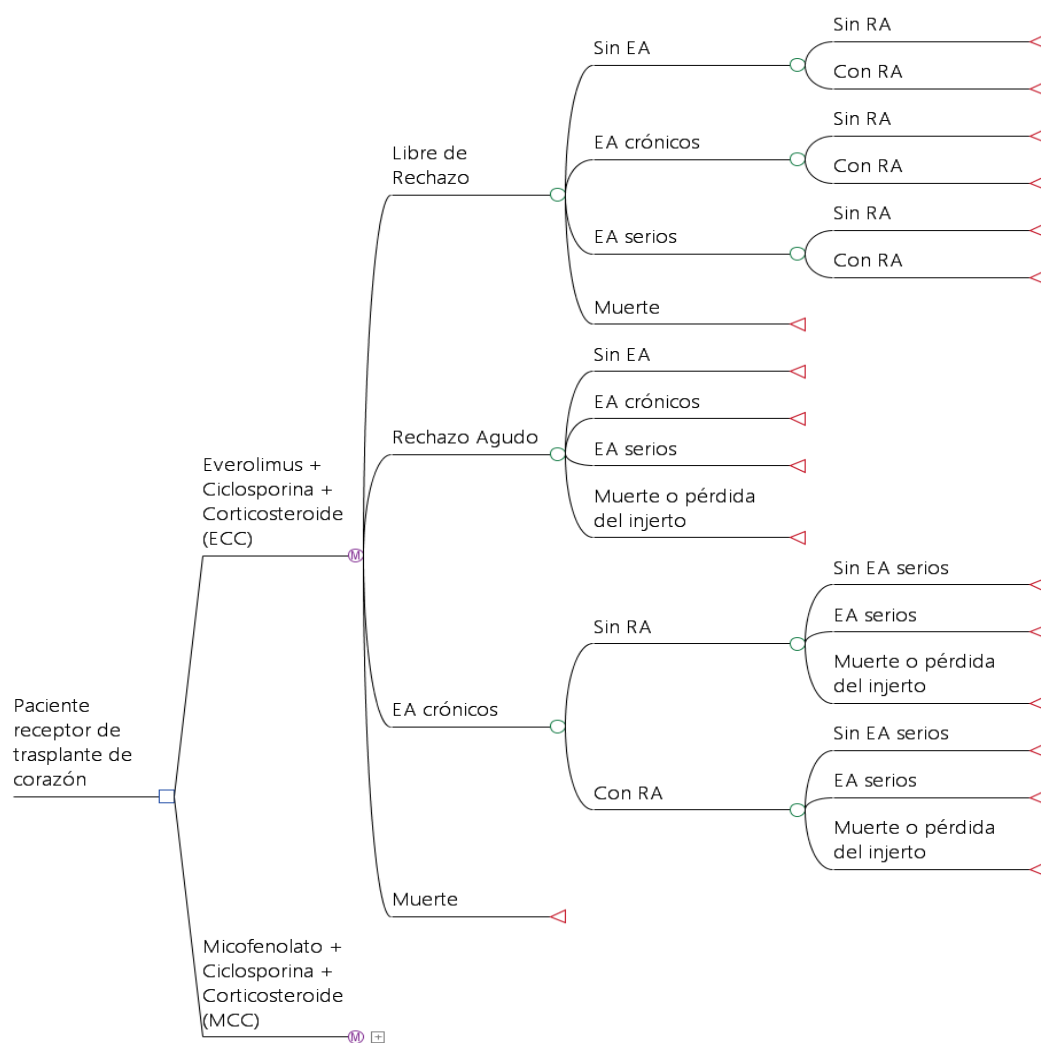 Paciente
receptor de
trasplante de
corazón
Everolimus +
Ciclosporina +
Corticosteroide
(ECC)
M
Libre de
Rechazo
Sin EA
Sin RA
Con RA
EA crónicos
Sin RA
Con RA
EA serios
Sin RA
Con RA
Muerte
Rechazo Agudo
Sin EA
EA crónicos
EA serios
Muerte o pérdida
del injerto
EA crónicos
Sin RA
Sin EA serios
EA serios
Muerte o pérdida
del injerto
Con RA
Sin EA serios
EA serios
Muerte o pérdida
del injerto
Muerte
Micofenolato +
Ciclosporina +
Corticosteroide
(MCC)
M +